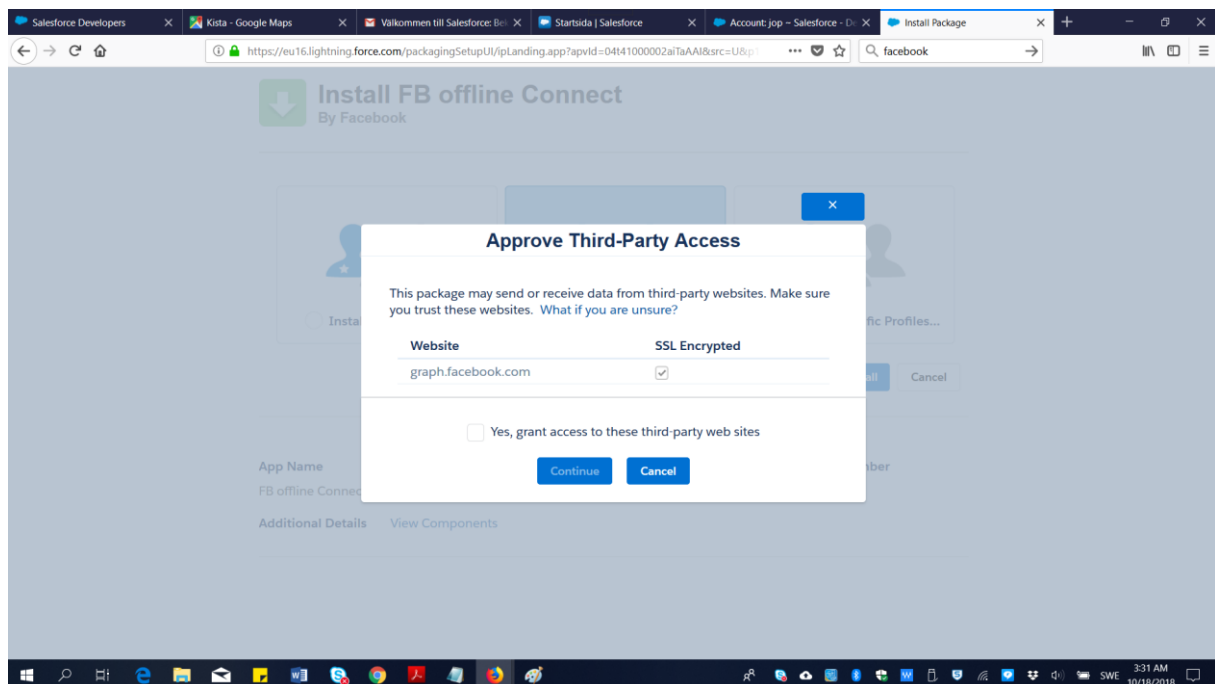 Salesforce Developers
Kista - Google Maps
Välkommen till Salesforce: Bek
Startsida | Salesforce
Account: jop ~ Salesforce - De
Install Package
https://eu16.lightning.force.com/packagingSetupUI/ipLanding.app?apvId=04t41000002aiTaAAI&src=U&p
facebook
Install FB offline Connect
By Facebook
Approve Third-Party Access
This package may send or receive data from third-party websites. Make sure
you trust these websites. What if you are unsure?
Insta
fic Profiles...
Website SSL Encrypted
graph.facebook.com
all Cancel
Yes, grant access to these third-party web sites
Continue Cancel
App Name
mber
FB offline Connec
Additional Details View Components
SWE
3:31 AM
10/18/2018